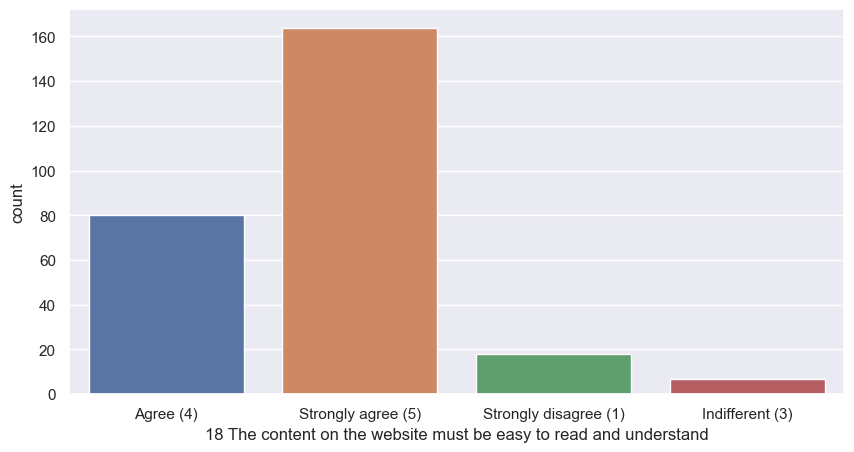 160
140
120
100
80
60
40
20
0
count
Agree (4)
Strongly agree (5)
Strongly disagree (1)
Indifferent (3)
18 The content on the website must be easy to read and understand